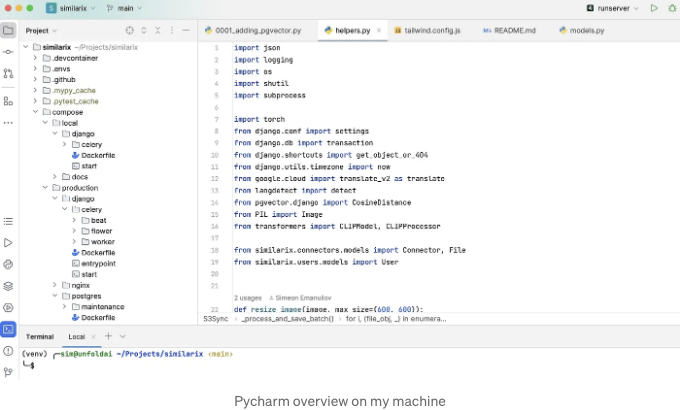 S similarix main
runserver
Project
0001_adding_pgvector.py helpers.py tailwind.config.js README.md models.py
similarix ~/Projects/similarix
.devcontainer
.envs
.github
.mypy_cache
.pytest_cache
compose
local
django
celery
Dockerfile
start
docs
production
django
celery
beat
flower
worker
Dockerfile
entrypoint
start
nginx
postgres
maintenance
Dockerfile
1 import json
2 import logging
3 import os
4 import shutil
5 import subprocess
6
7 import torch
8 from django.conf import settings
9 from django.db import transaction
10 from django.shortcuts import get_object_or_404
11 from django.utils.timezone import now
12 from google.cloud import translate_v2 as translate
13 from langdetect import detect
14 from pgvector.django import CosineDistance
15 from PIL import Image
16 from transformers import CLIPModel, CLIPProcessor
17
18 from similarix.connectors.models import Connector, File
19 from similarix.users.models import User
20
21
2 usages Simeon Emanuilov
22 def resize_image(image, max_size=(600, 600)):
S3Sync > _process_and_save_batch() > for i, (file_obj, _) in enumera...
Terminal Local
(venv) sim@unfoldai ~/Projects/similarix ‹main›
$
Pycharm overview on my machine